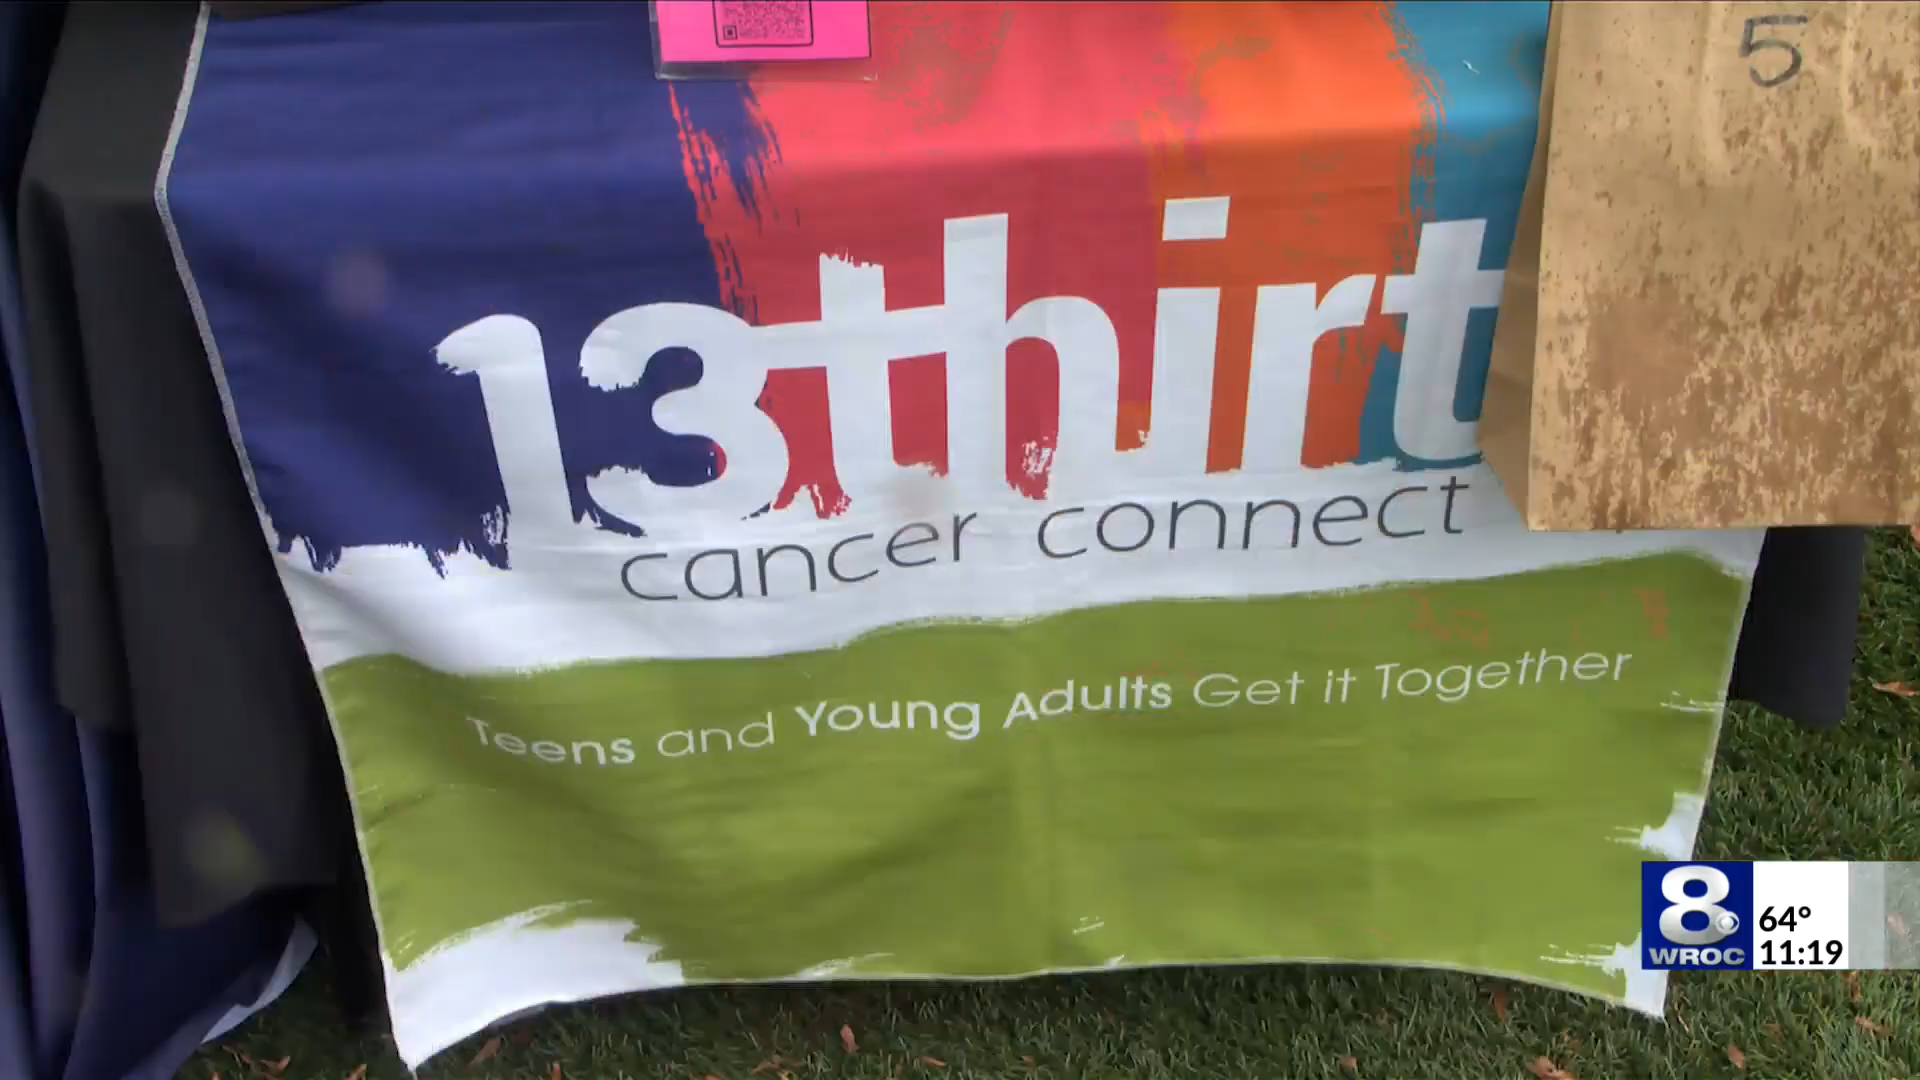 5
13thirt
cancer connect
Teens and Young Adults Get it Together
8
WROC
64°
11:19